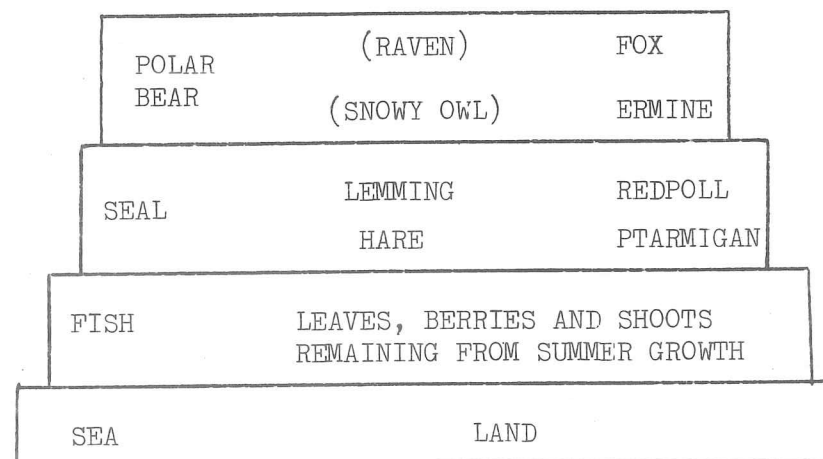 POLAR BEAR (RAVEN) FOX
(SNOWY OWL) ERMINE
SEAL LEMMING REDPOLL
HARE PTARMIGAN
FISH LEAVES, BERRIES AND SHOOTS
REMAINING FROM SUMMER GROWTH
SEA LAND